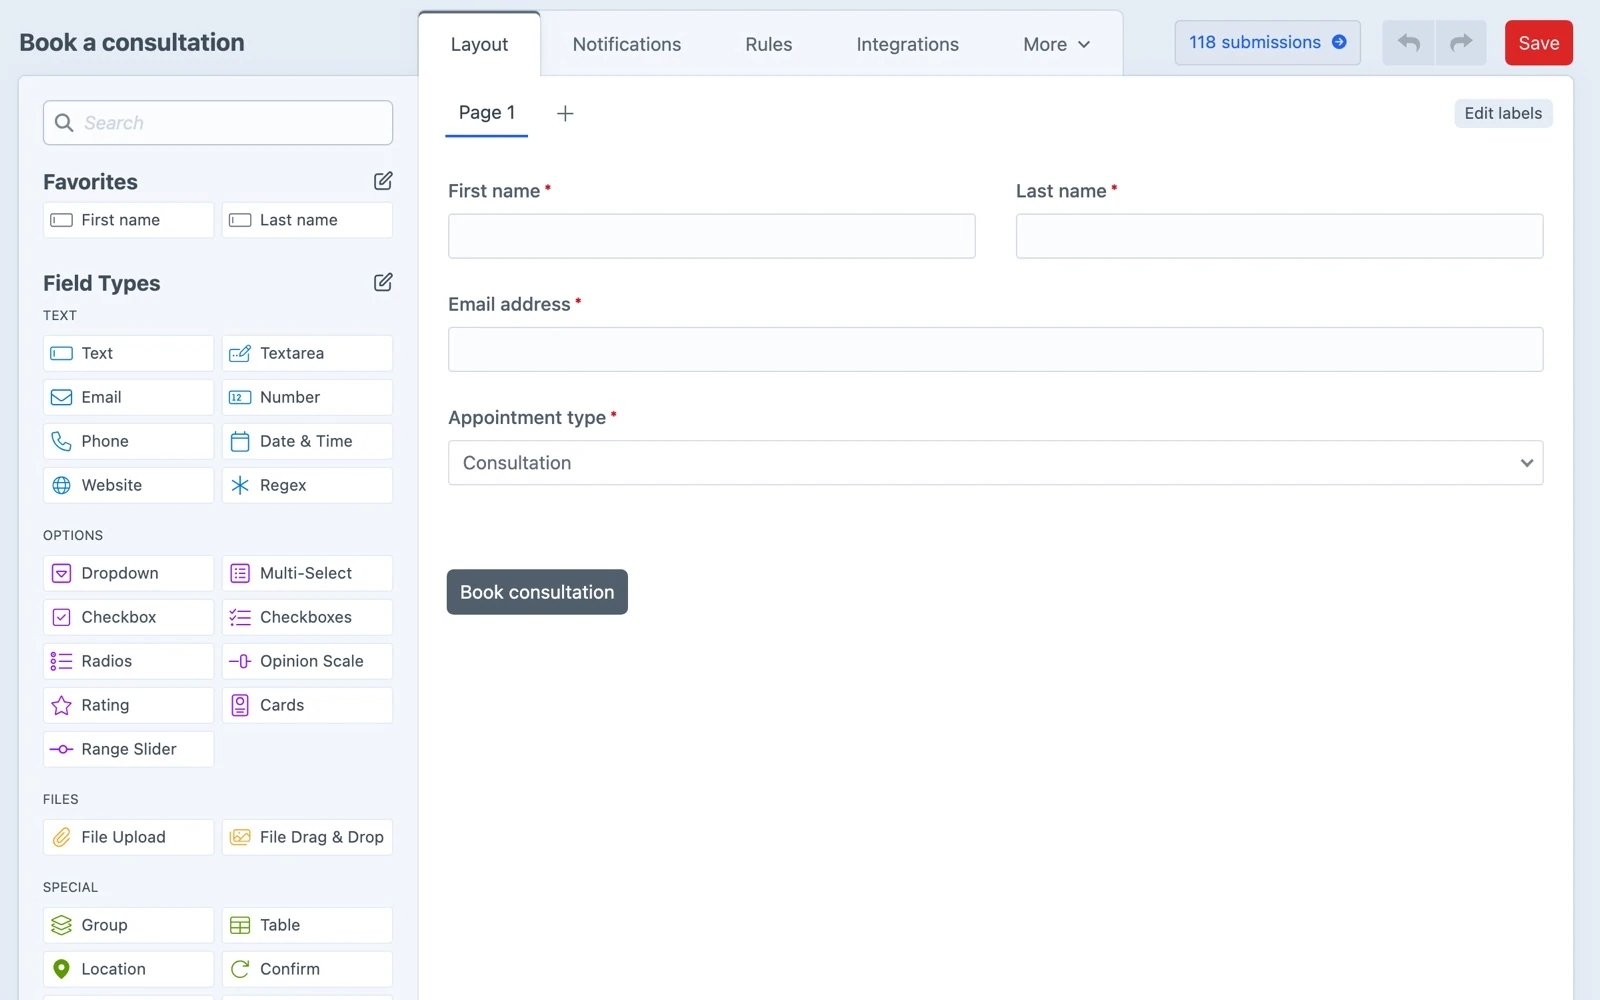 Book a consultation
Layout
Notifications
Rules
Integrations
More
118 submissions
Save
Search
Favorites
First name
Last name
Field Types
TEXT
Text
Textarea
Email
12
Number
Phone
Date & Time
Website
Regex
OPTIONS
Dropdown
Multi-Select
Checkbox
Checkboxes
Radios
Opinion Scale
Rating
Cards
Range Slider
FILES
File Upload
File Drag & Drop
SPECIAL
Group
Table
Location
Confirm
Page 1
Edit labels
First name *
Last name *
Email address *
Appointment type *
Consultation
Book consultation